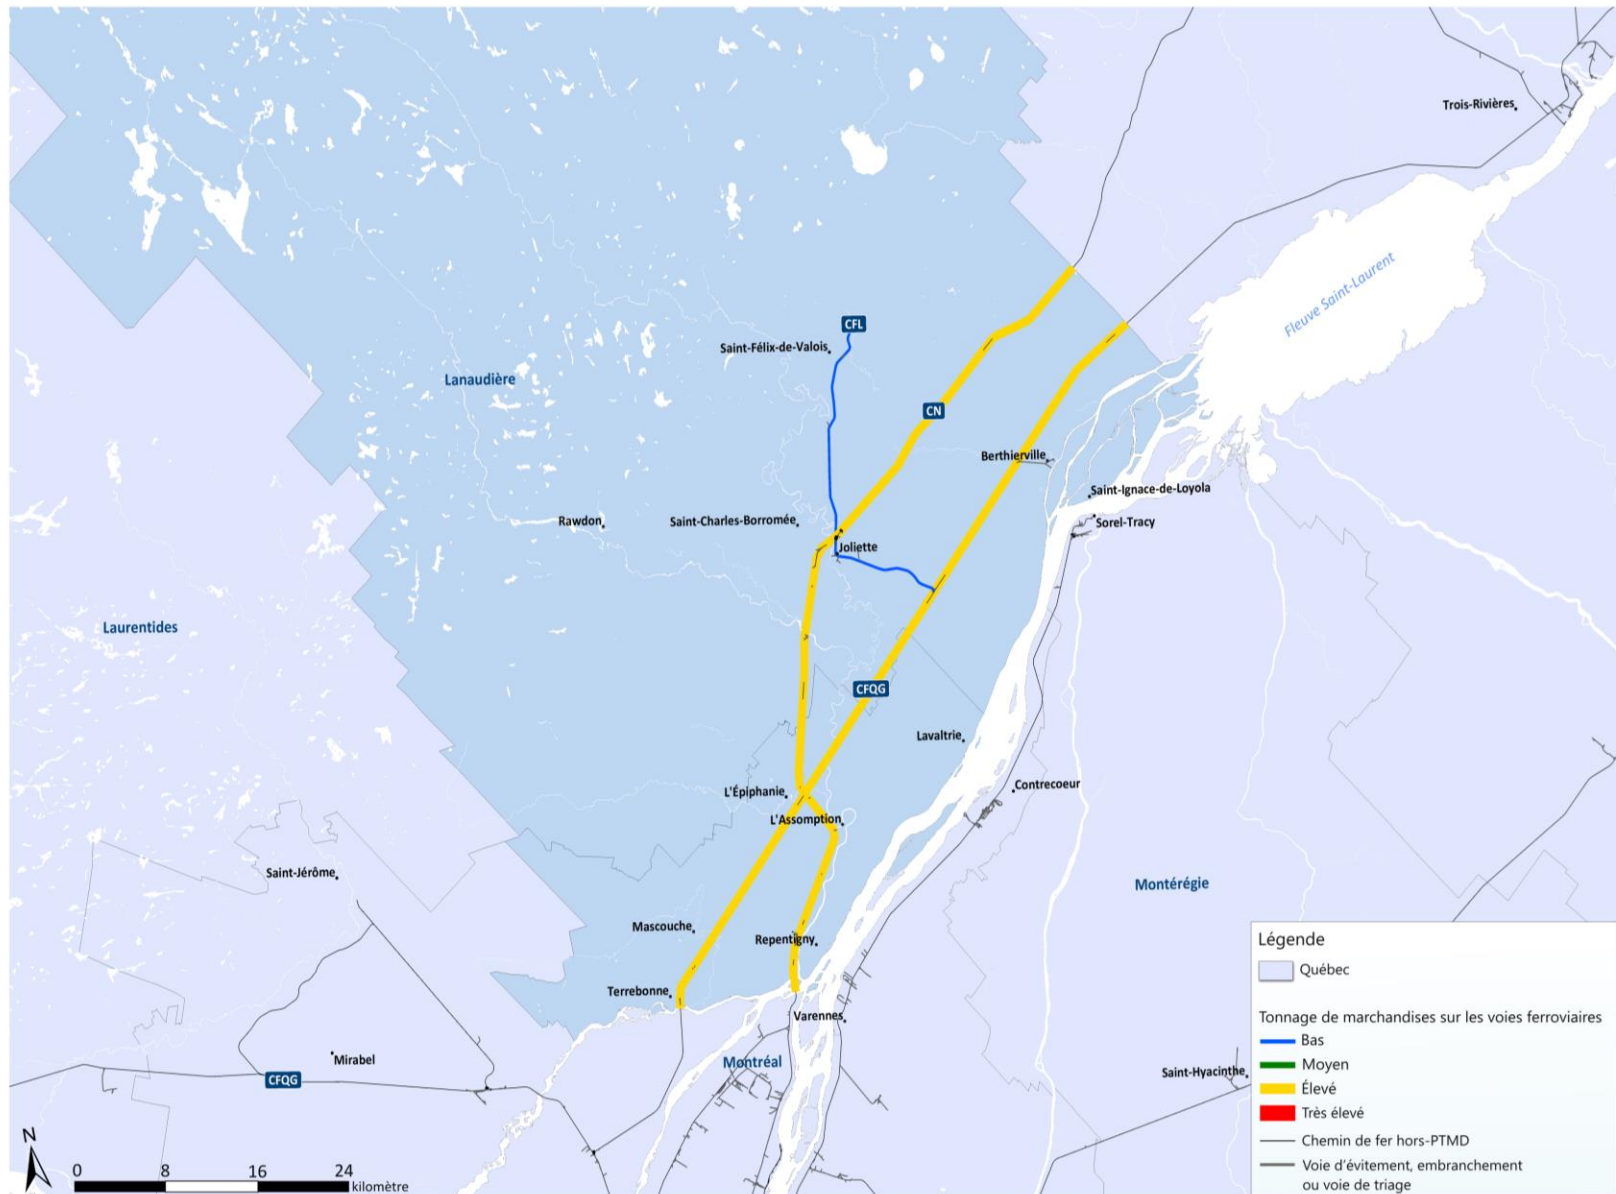 Trois-Rivières
Fleuve Saint-Laurent
CFL
Saint-Félix-de-Valois
Lanaudière
CN
Berthierville
Saint-Ignace-de-Loyola
Rawdon
Saint-Charles-Borromée
Sorel-Tracy
Joliette
Laurentides
CFQG
Lavaltrie
L'Épiphanie
Contrecoeur
L'Assomption
Saint-Jérôme
Montérégie
Mascouche
Repentigny
Terrebonne
Varennes
Mirabel
Montréal
CFQG
Saint-Hyacinthe
Légende
Québec
Tonnage de marchandises sur les voies ferroviaires
Bas
Moyen
Élevé
Très élevé
Chemin de fer hors-PTMD
Voie d'évitement, embranchement
ou voie de triage
N
0 8 16 24
kilomètre